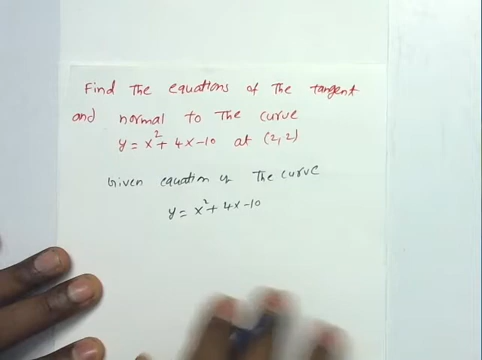 Find The equations of The tangent
and normal to The curve
y = x² + 4x - 10 at (2, 2)
Given equation of The curve
y = x² + 4x - 10